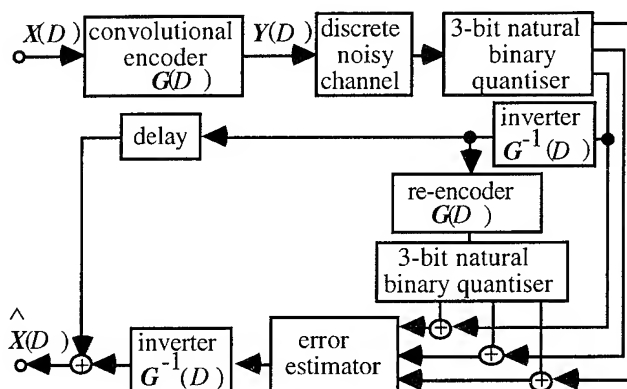 X(D)
convolutional
encoder
G(D)
Y(D)
discrete
noisy
channel
3-bit natural
binary
quantiser
delay
inverter
G-1(D)
re-encoder
G(D)
3-bit natural
binary quantiser
^
X(D)
inverter
G-1(D)
error
estimator